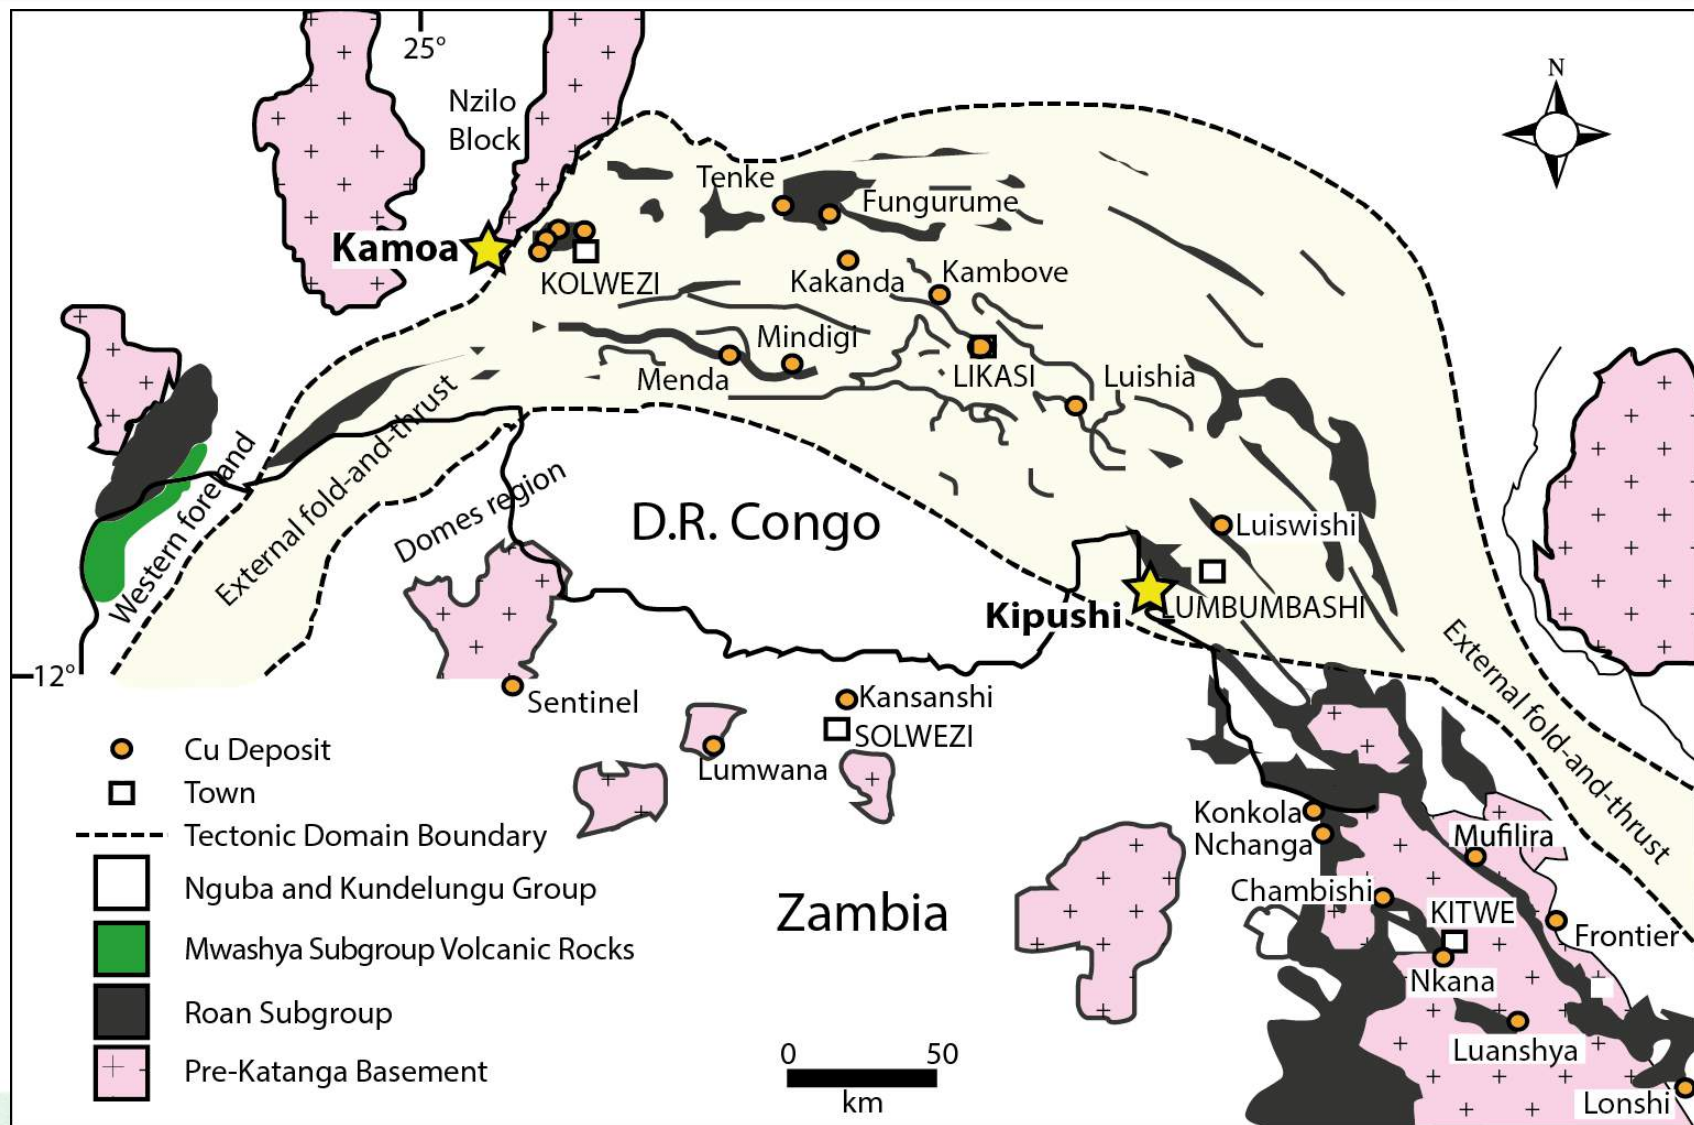 25°
N
Nzilo
Block
Tenke
Fungurume
Kamoa
KOLWEZI
Kakanda
Kambove
Mindigi
Menda
LIKASI
Luishia
Western foreland
External fold-and-thrust
Domes region
D.R. Congo
Luiswishi
Kipushi
LUMBUMBASHI
External fold-and-thrust
12°
Sentinel
Kansanshi
SOLWEZI
Lumwana
Cu Deposit
Town
Tectonic Domain Boundary
Nguba and Kundelungu Group
Mwashya Subgroup Volcanic Rocks
Roan Subgroup
Pre-Katanga Basement
Zambia
0 50
km
Konkola
Nchanga
Mufilira
Chambishi
KITWE
Frontier
Nkana
Luanshya
Lonshi